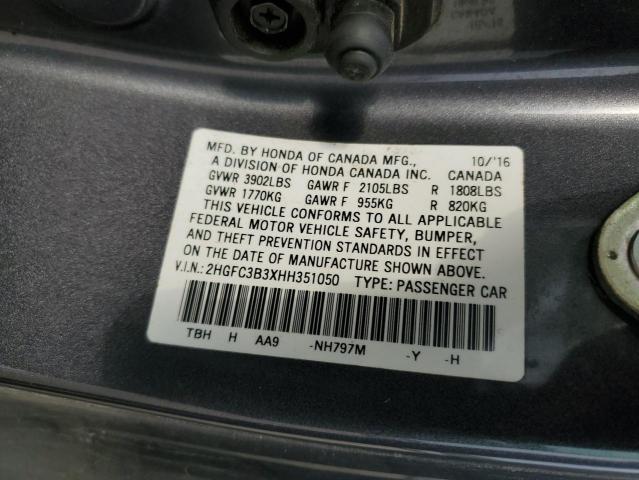 MFD. BY HONDA OF CANADA MFG., 10/'16
A DIVISION OF HONDA CANADA INC. CANADA
GVWR 3902LBS GAWR F 2105LBS R 1808LBS
GVWR 1770KG GAWR F 955KG R 820KG
THIS VEHICLE CONFORMS TO ALL APPLICABLE
FEDERAL MOTOR VEHICLE SAFETY, BUMPER,
AND THEFT PREVENTION STANDARDS IN EFFECT
ON THE DATE OF MANUFACTURE SHOWN ABOVE.
V.I.N.: 2HGFC3B3XHH351050 TYPE: PASSENGER CAR
TBH H AA9 -NH797M -Y -H